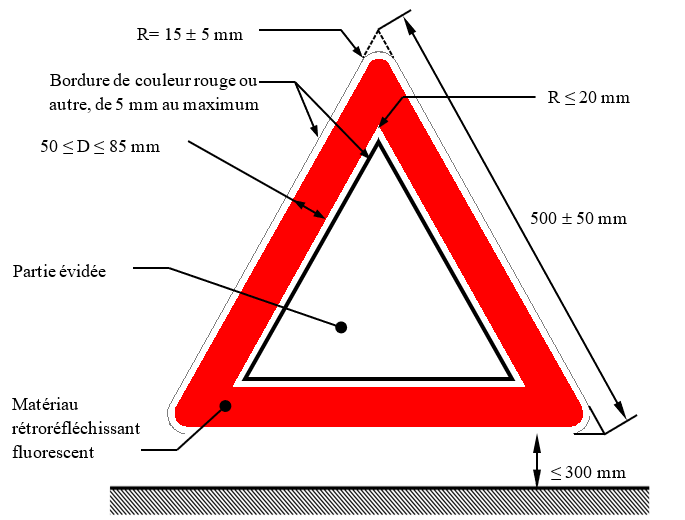 R= 15 ± 5 mm
Bordure de couleur rouge ou
autre, de 5 mm au maximum
R ≤ 20 mm
50 ≤ D ≤ 85 mm
500 ± 50 mm
Partie évidée
Matériau
rétroréfléchissant
fluorescent
≤ 300 mm